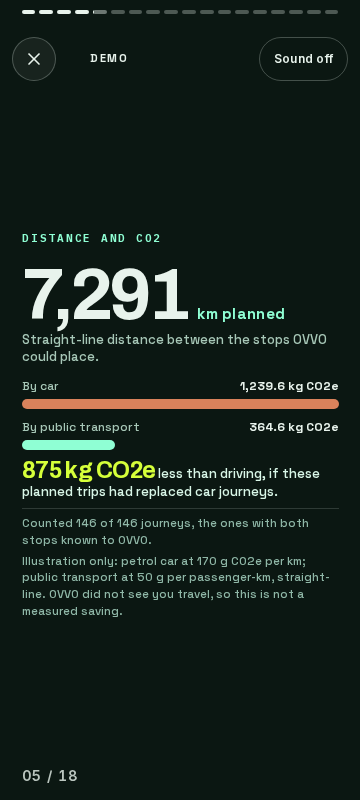 DEMO
Sound off
DISTANCE AND CO2
7,291 km planned
Straight-line distance between the stops OVVO
could place.
By car 1,239.6 kg CO2e
By public transport 364.6 kg CO2e
875 kg CO2e less than driving, if these
planned trips had replaced car journeys.
Counted 146 of 146 journeys, the ones with both
stops known to OVVO.
Illustration only: petrol car at 170 g CO2e per km;
public transport at 50 g per passenger-km, straight-
line. OVVO did not see you travel, so this is not a
measured saving.
05 / 18